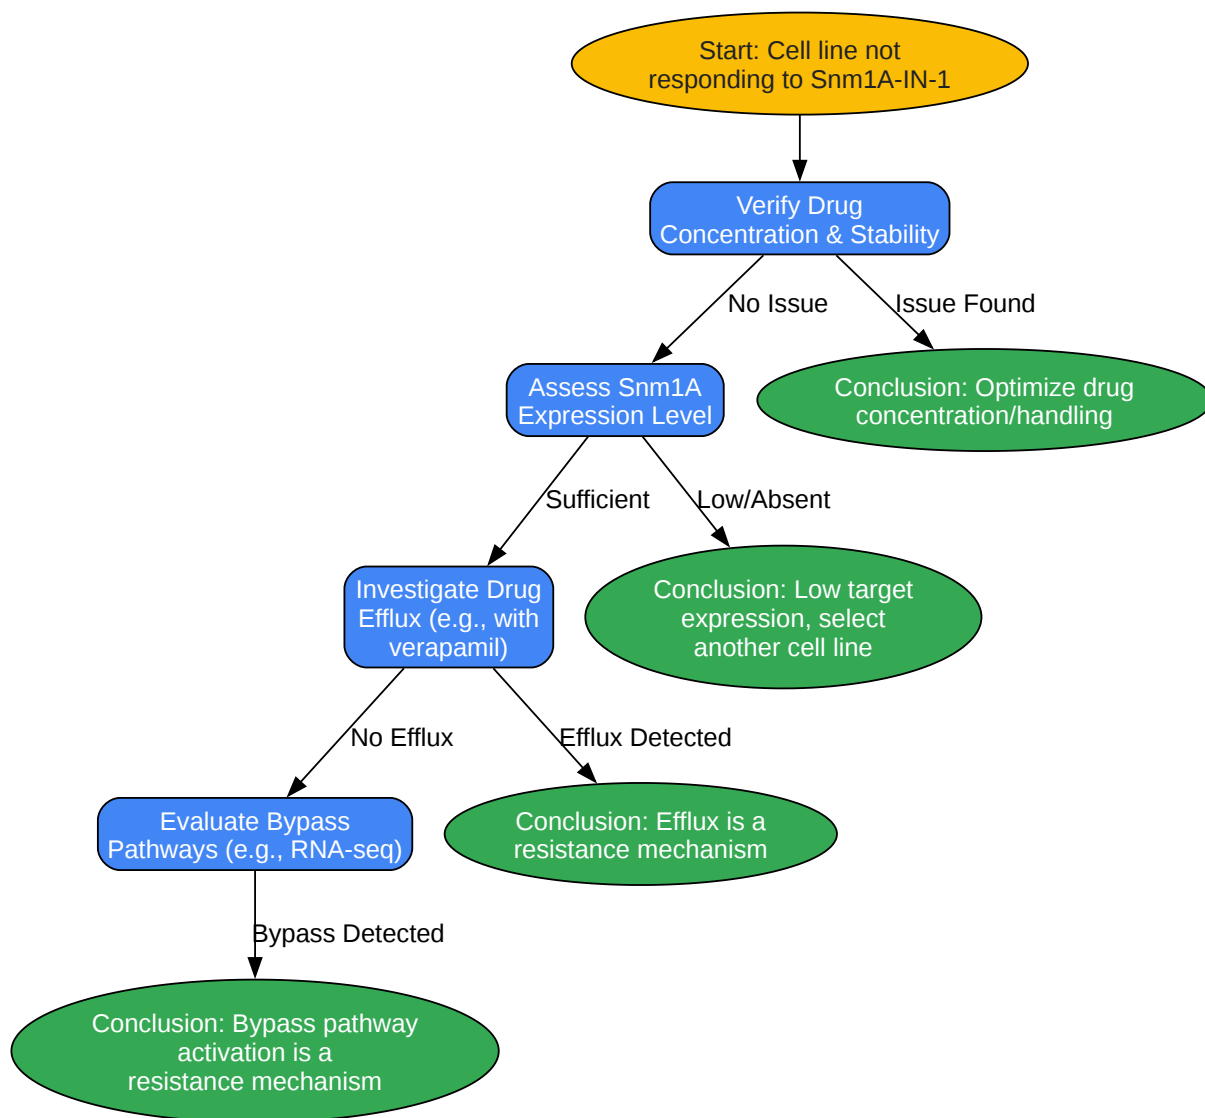 Start: Cell line not
responding to Snm1A-IN-1
Verify Drug
Concentration & Stability
No Issue
Issue Found
Assess Snm1A
Expression Level
Conclusion: Optimize drug
concentration/handling
Sufficient
Low/Absent
Investigate Drug
Efflux (e.g., with
verapamil)
Conclusion: Low target
expression, select
another cell line
No Efflux
Efflux Detected
Evaluate Bypass
Pathways (e.g., RNA-seq)
Conclusion: Efflux is a
resistance mechanism
Bypass Detected
Conclusion: Bypass pathway
activation is a
resistance mechanism